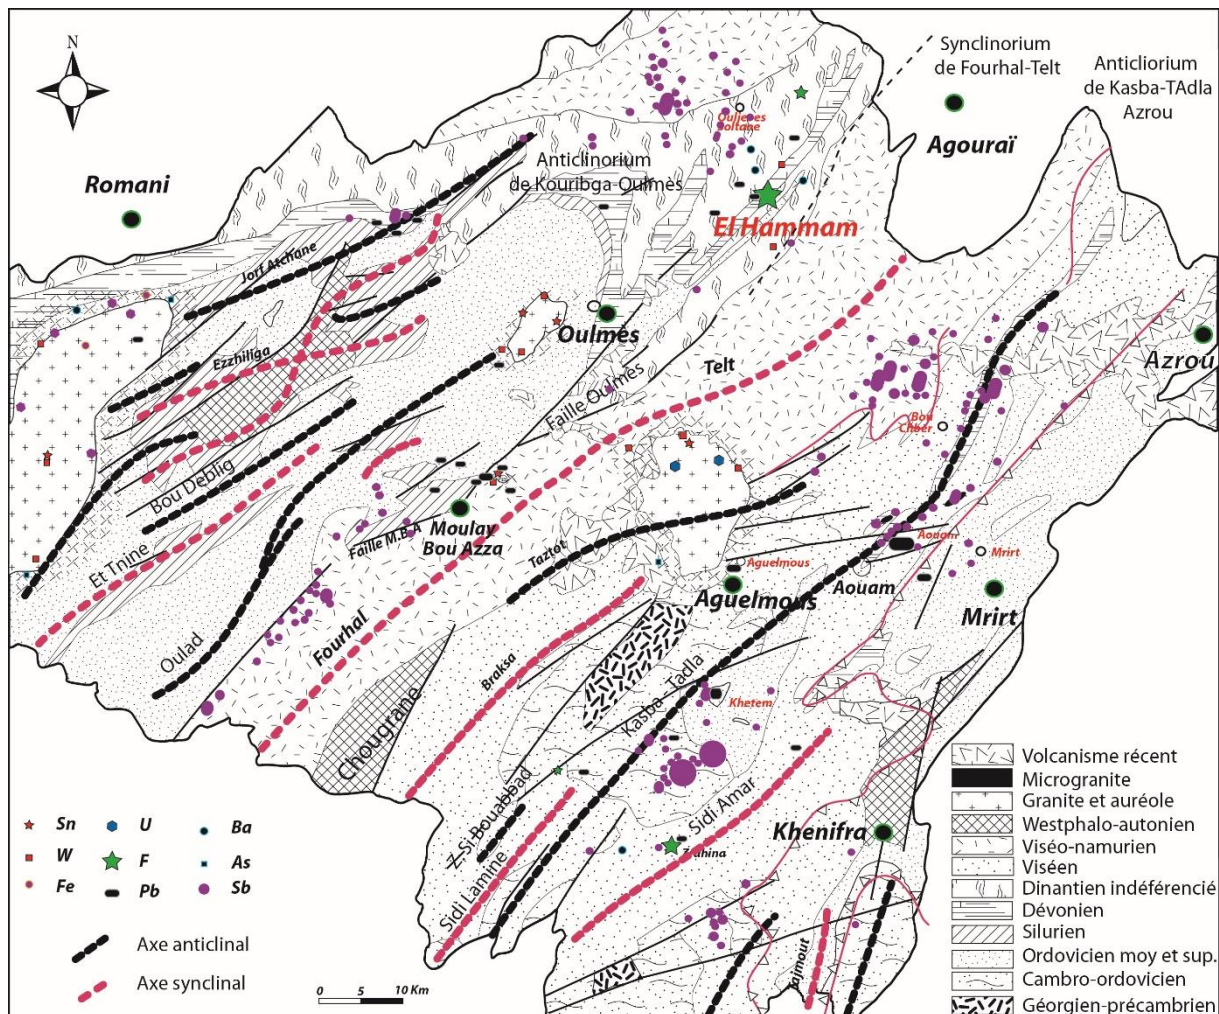 N
Synclinorium
de Fourhal-Telt
Anticliorium
de Kasba-TAdla
Azrou
Agouraï
Romani
Anticlinorium
de Kouribga-Oulmès
El Hammam
Jorf Atchane
Oulmès
Azrou
Ezzhiliga
Telt
Faille Oulmès
Bou
Chber
Bou Deblig
Moulay
Bou Azza
Faille M.B.A
Et Tnine
Taztot
Aouam
Mrirt
Aguelmous
Aguelmous
Aouam
Mrirt
Oulad
Fourhal
Braksa
Kasba - Tadla
Khetem
Chougrane
Z. Si-Bouabbad
Sidi Amar
Khenifra
Sidi Lamine
Sn
U
Ba
W
F
As
Fe
Pb
Sb
Axe anticlinal
Axe synclinal
0 5 10 Km
Volcanisme récent
Microgranite
Granite et auréole
Westphalo-autonien
Viséo-namurien
Viséen
Dinantien indéférencié
Dévonien
Silurien
Ordovicien moy et sup.
Cambro-ordovicien
Géorgien-précambrien